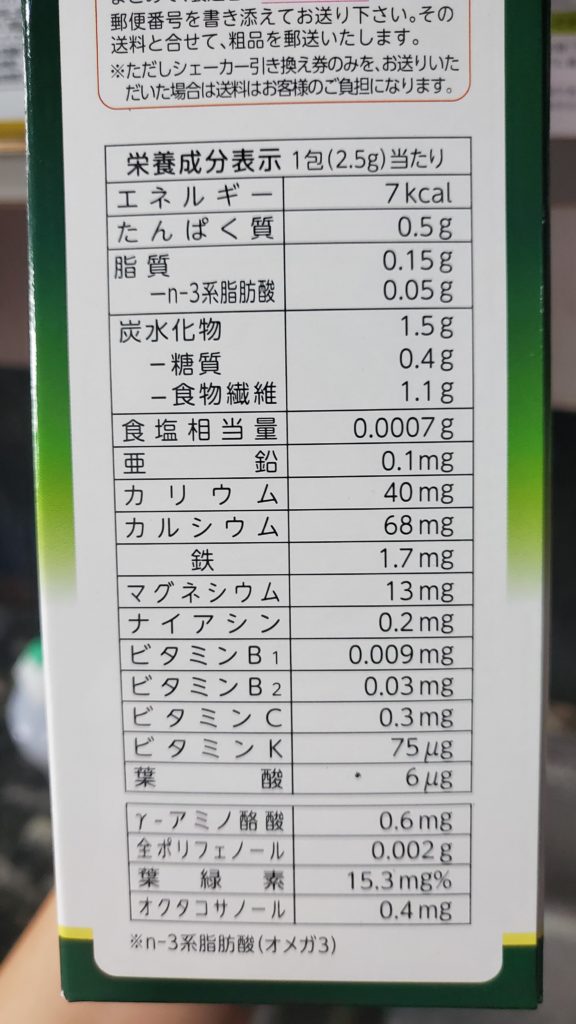 郵便番号を書き添えてお送り下さい。その
送料と合せて、粗品を郵送いたします。
※ただしシェーカー引き換え券のみを、お送りいた
だいた場合は送料はお客様のご負担になります。
栄養成分表示 1包(2.5g)当たり
エネルギー 7kcal
たんぱく質 0.5g
脂質 0.15g
ーn-3系脂肪酸 0.05g
炭水化物 1.5g
ー糖質 0.4g
ー食物繊維 1.1g
食塩相当量 0.0007g
亜鉛 0.1mg
カリウム 40mg
カルシウム 68mg
鉄 1.7mg
マグネシウム 13mg
ナイアシン 0.2mg
ビタミンB1 0.009mg
ビタミンB2 0.03mg
ビタミンC 0.3mg
ビタミンK 75μg
葉酸 6μg
γ-アミノ酪酸 0.6mg
全ポリフェノール 0.002g
葉緑素 15.3mg%
オクタコサノール 0.4mg
※n-3系脂肪酸(オメガ3)